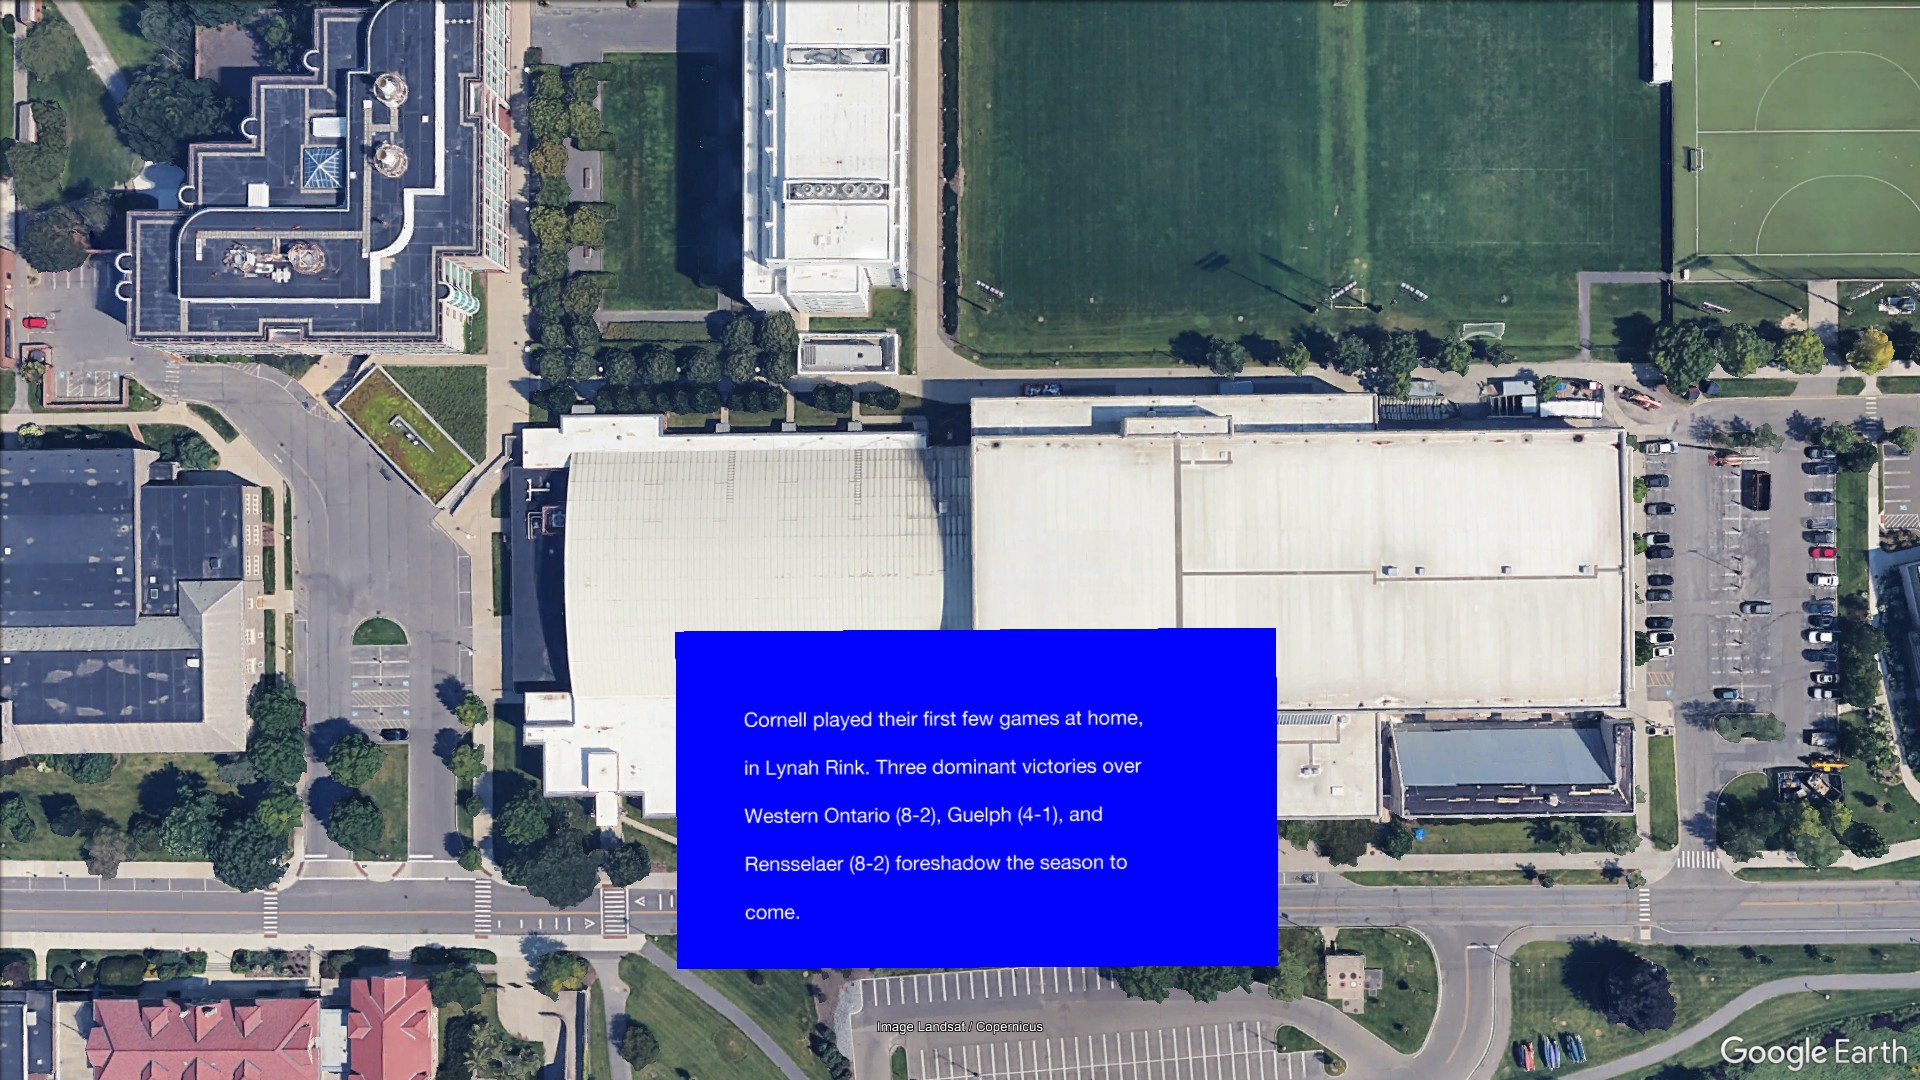 Cornell played their first few games at home,
in Lynah Rink. Three dominant victories over
Western Ontario (8-2), Guelph (4-1), and
Rensselaer (8-2) foreshadow the season to
come.
Image Landsat / Copernicus
Google Earth